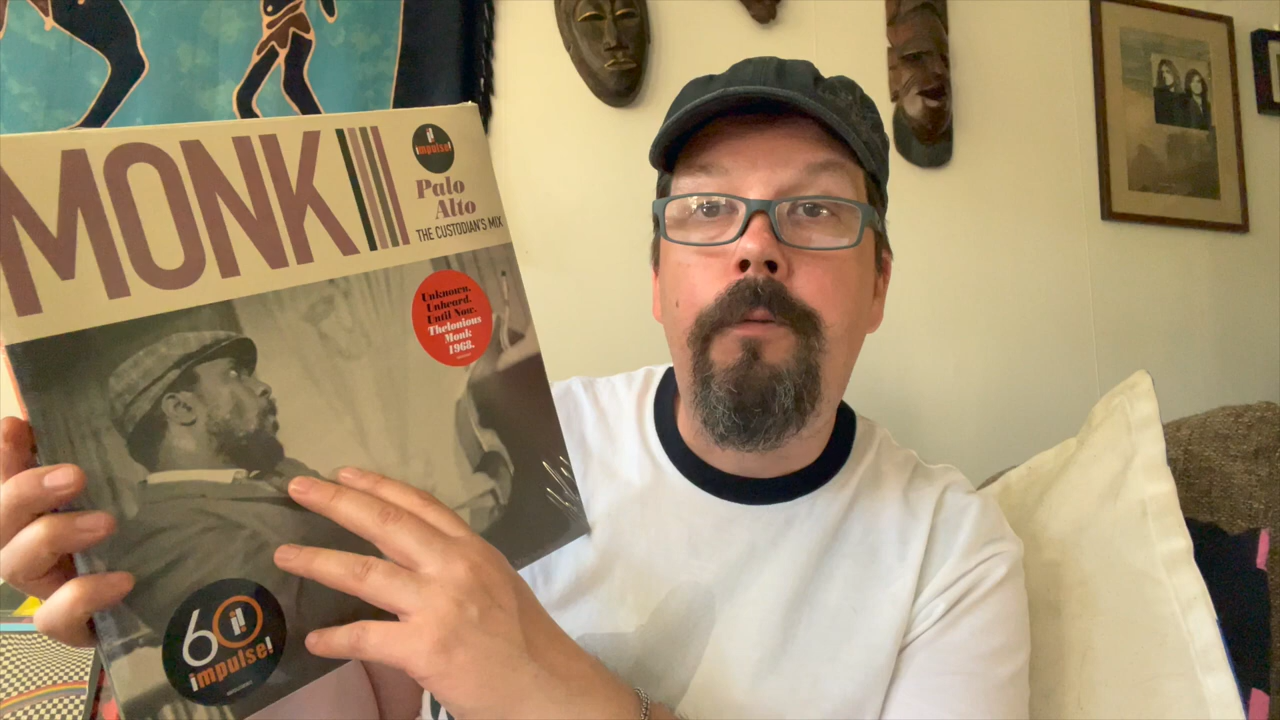 MONK
i!
impulse!
Palo
Alto
THE CUSTODIAN'S MIX
Unknown.
Unheard.
Until Now.
Thelonious
Monk
1968.
60
i!
impulse!